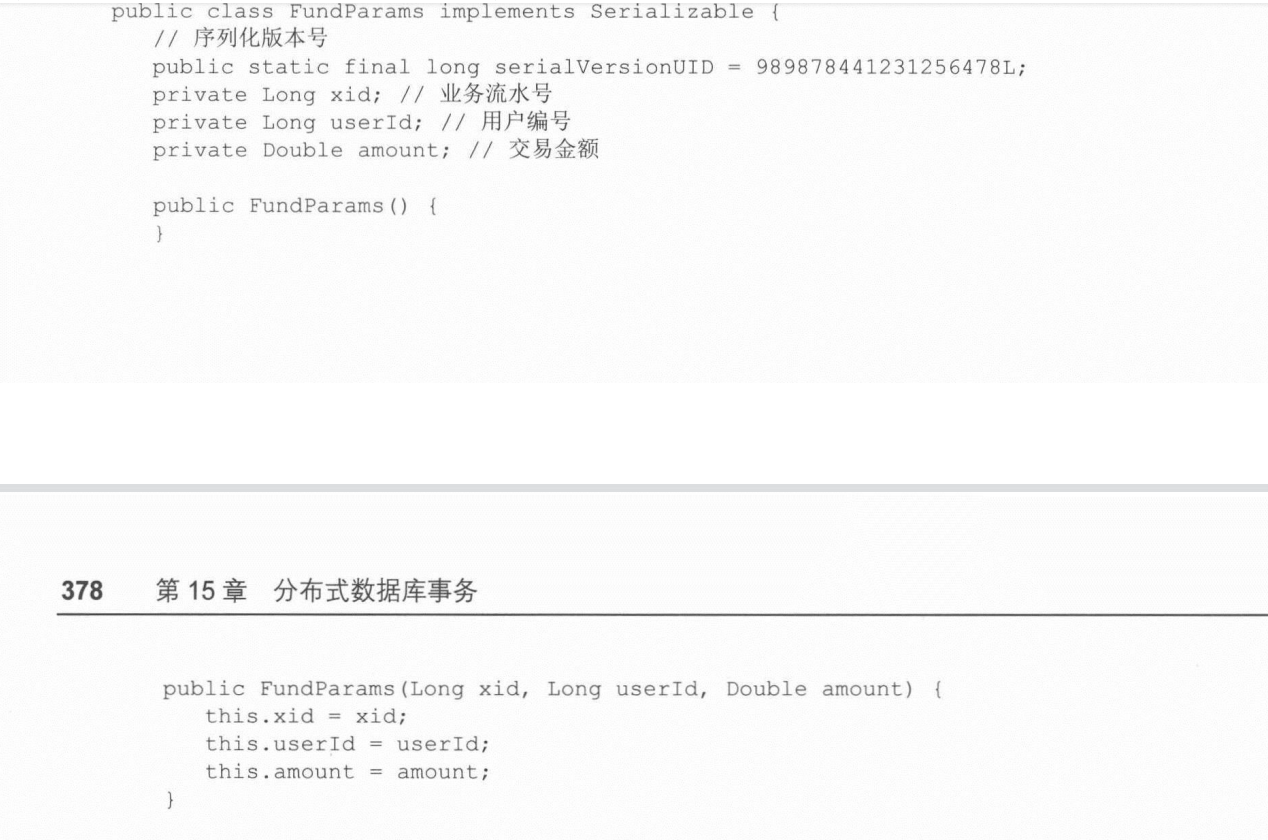 public class FundParams implements Serializable {
// 序列化版本号
public static final long serialVersionUID = 989878441231256478L;
private Long xid; // 业务流水号
private Long userId; // 用户编号
private Double amount; // 交易金额
public FundParams() {
}
378 第 15 章 分布式数据库事务
public FundParams(Long xid, Long userId, Double amount) {
this.xid = xid;
this.userId = userId;
this.amount = amount;
}